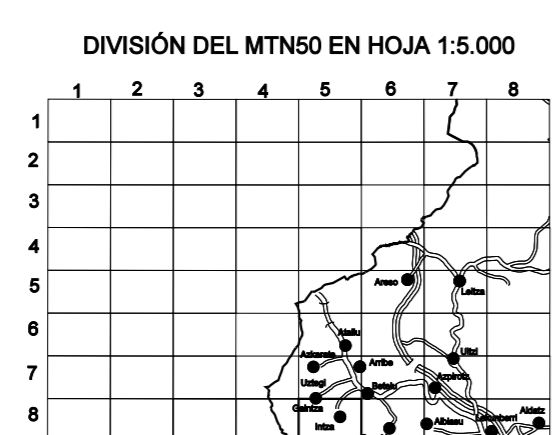 DIVISIÓN DEL MTN50 EN HOJA 1:5.000
1 2 3 4 5 6 7 8
1
2
3
4
5
Areso
Leitza
6
Atallu
Azkarate
Arribe
Uitzi
7
Uztegi
Betelu
Azpirotz
8
Gaintza
Intza
Albiasu
Lekunberri
Aldatz